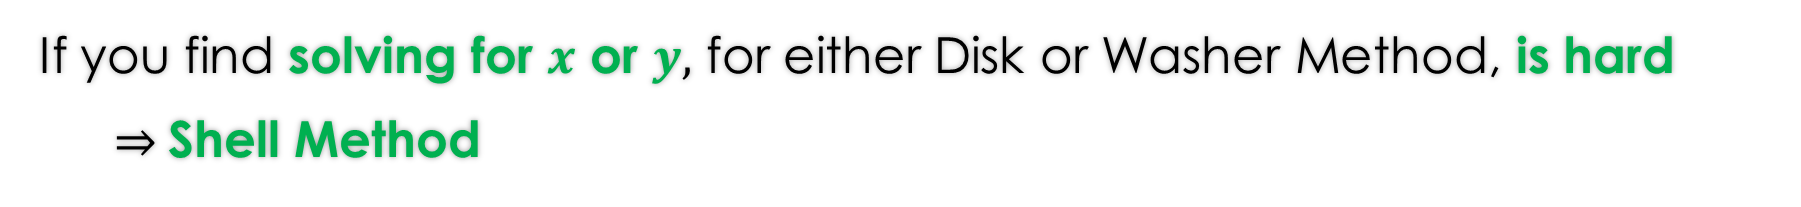 If you find solving for x or y, for either Disk or Washer Method, is hard
⇒ Shell Method